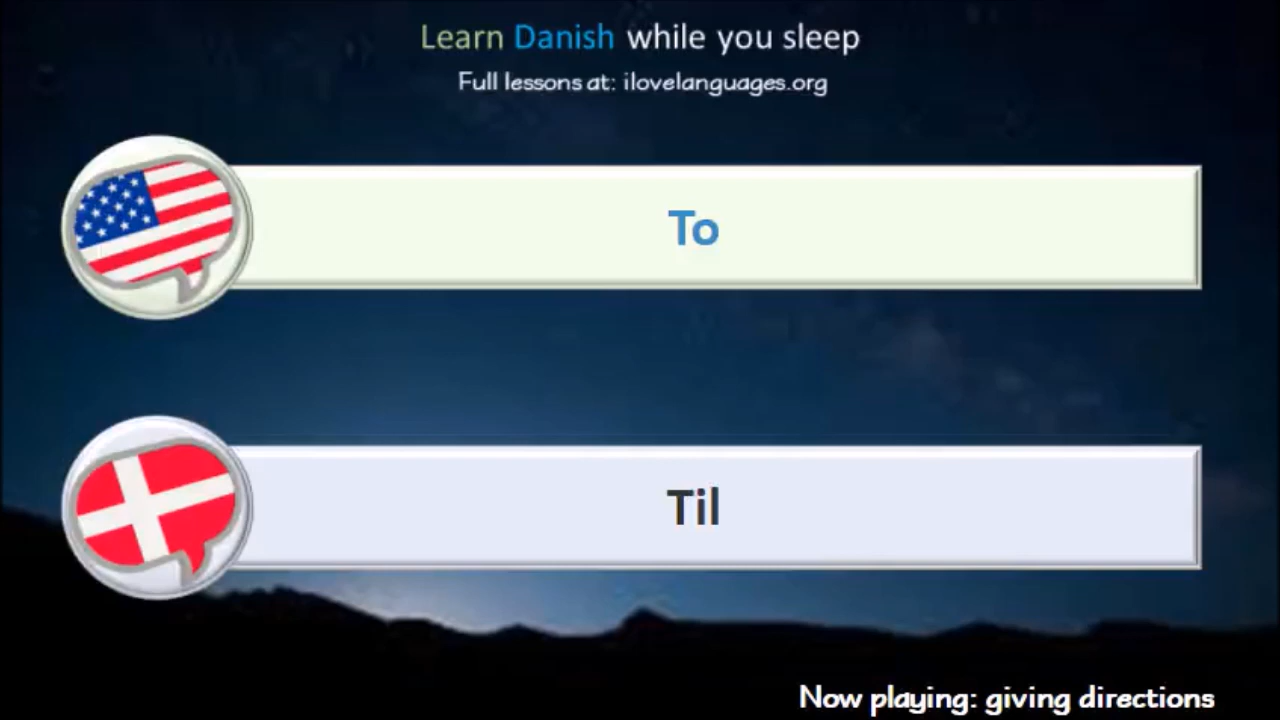 Learn Danish while you sleep
Full lessons at: ilovelanguages.org
To
Til
Now playing: giving directions